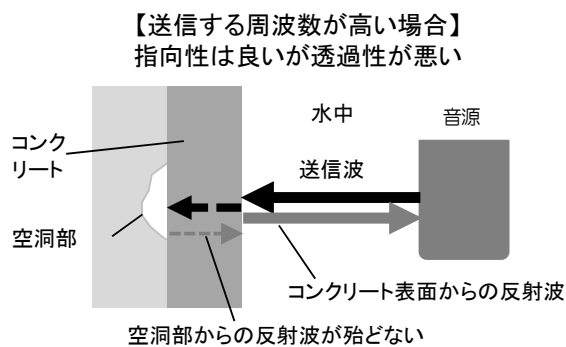 【送信する周波数が高い場合】
指向性は良いが透過性が悪い
水中
音源
コンク
リート
送信波
空洞部
コンクリート表面からの反射波
空洞部からの反射波が殆どない